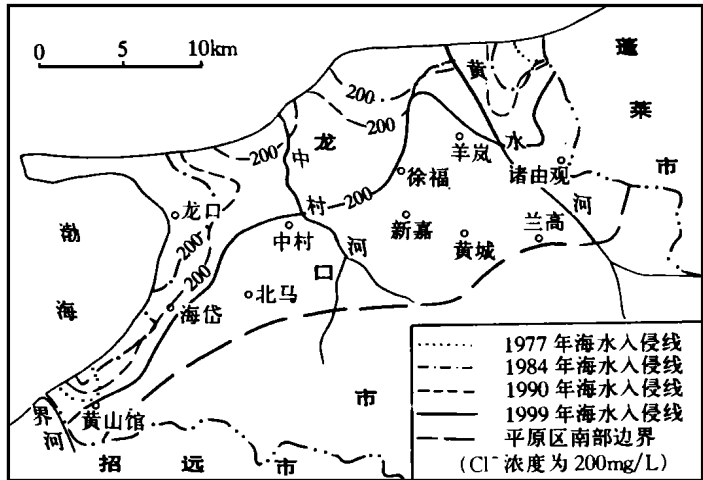 0 5 10km
蓬莱市
黄水河
200
200
200
龙口市
中村河
羊岚
诸由观
徐福
200
龙口
渤海
新嘉
兰高
中村
黄城
200
200
北马
海岱
1977 年海水入侵线
1984 年海水入侵线
1990 年海水入侵线
1999 年海水入侵线
平原区南部边界
(Cl⁻ 浓度为 200mg/L)
界河
黄山馆
招远市